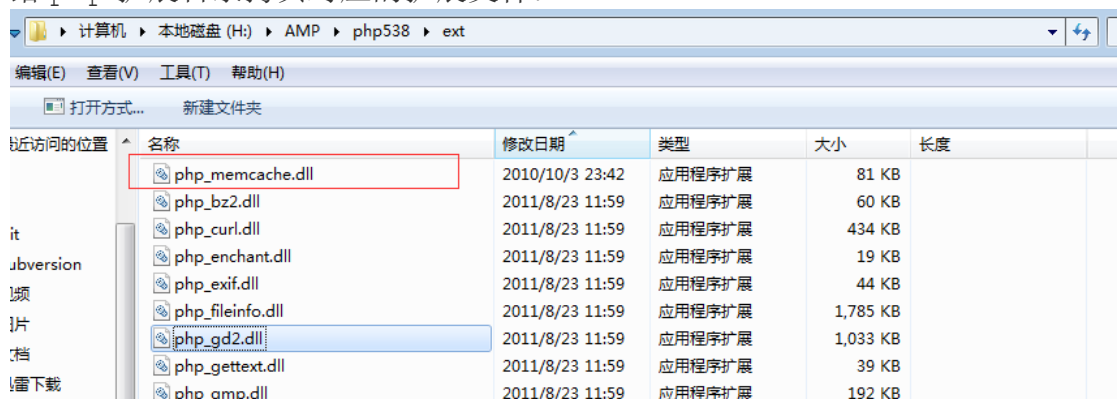 计算机 ▸ 本地磁盘 (H:) ▸ AMP ▸ php538 ▸ ext
编辑(E) 查看(V) 工具(T) 帮助(H)
打开方式... 新建文件夹
近访问的位置 名称 修改日期 类型 大小 长度
php_memcache.dll 2010/10/3 23:42 应用程序扩展 81 KB
php_bz2.dll 2011/8/23 11:59 应用程序扩展 60 KB
it php_curl.dll 2011/8/23 11:59 应用程序扩展 434 KB
ubversion php_enchant.dll 2011/8/23 11:59 应用程序扩展 19 KB
频 php_exif.dll 2011/8/23 11:59 应用程序扩展 44 KB
片 php_fileinfo.dll 2011/8/23 11:59 应用程序扩展 1,785 KB
档 php_gd2.dll 2011/8/23 11:59 应用程序扩展 1,033 KB
php_gettext.dll 2011/8/23 11:59 应用程序扩展 39 KB
雷下载 php_gmp.dll 2011/8/23 11:59 应用程序扩展 192 KB